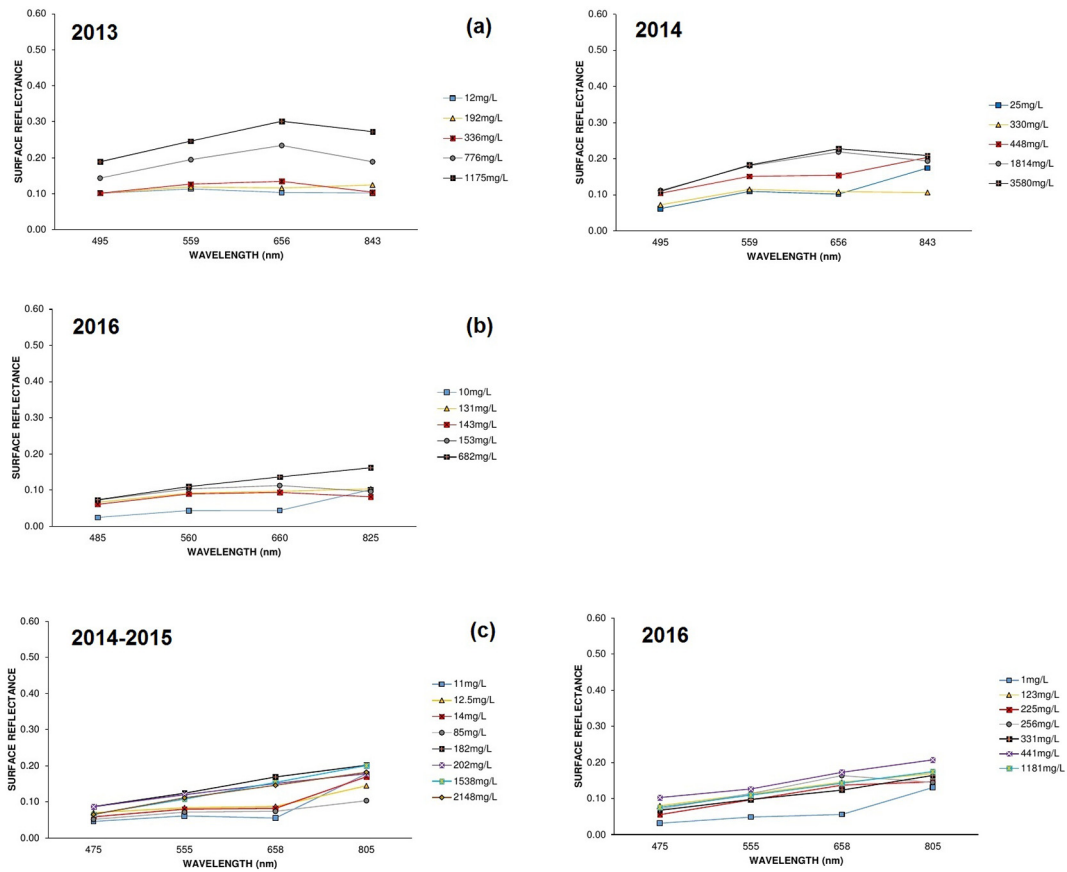 2013
(a)
0.60
0.50
0.40
0.30
0.20
0.10
0.00
SURFACE REFLECTANCE
495 559 656 843
WAVELENGTH (nm)
12mg/L
192mg/L
336mg/L
776mg/L
1175mg/L
2014
0.60
0.50
0.40
0.30
0.20
0.10
0.00
SURFACE REFLECTANCE
495 559 656 843
WAVELENGTH (nm)
25mg/L
330mg/L
448mg/L
1814mg/L
3580mg/L
2016
(b)
0.60
0.50
0.40
0.30
0.20
0.10
0.00
SURFACE REFLECTANCE
485 560 660 825
WAVELENGTH (nm)
10mg/L
131mg/L
143mg/L
153mg/L
682mg/L
2014-2015
(c)
0.60
0.50
0.40
0.30
0.20
0.10
0.00
SURFACE REFLECTANCE
475 555 658 805
WAVELENGTH (nm)
11mg/L
12.5mg/L
14mg/L
85mg/L
182mg/L
202mg/L
1538mg/L
2148mg/L
2016
0.60
0.50
0.40
0.30
0.20
0.10
0.00
SURFACE REFLECTANCE
475 555 658 805
WAVELENGTH (nm)
1mg/L
123mg/L
225mg/L
256mg/L
331mg/L
441mg/L
1181mg/L